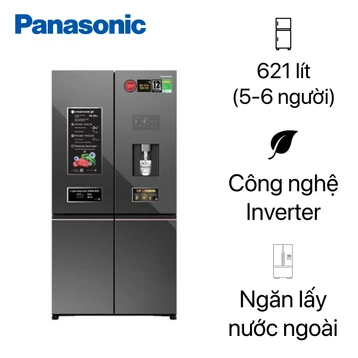 Panasonic
621 lít
(5-6 người)
Công nghệ
Inverter
Ngăn lấy
nước ngoài